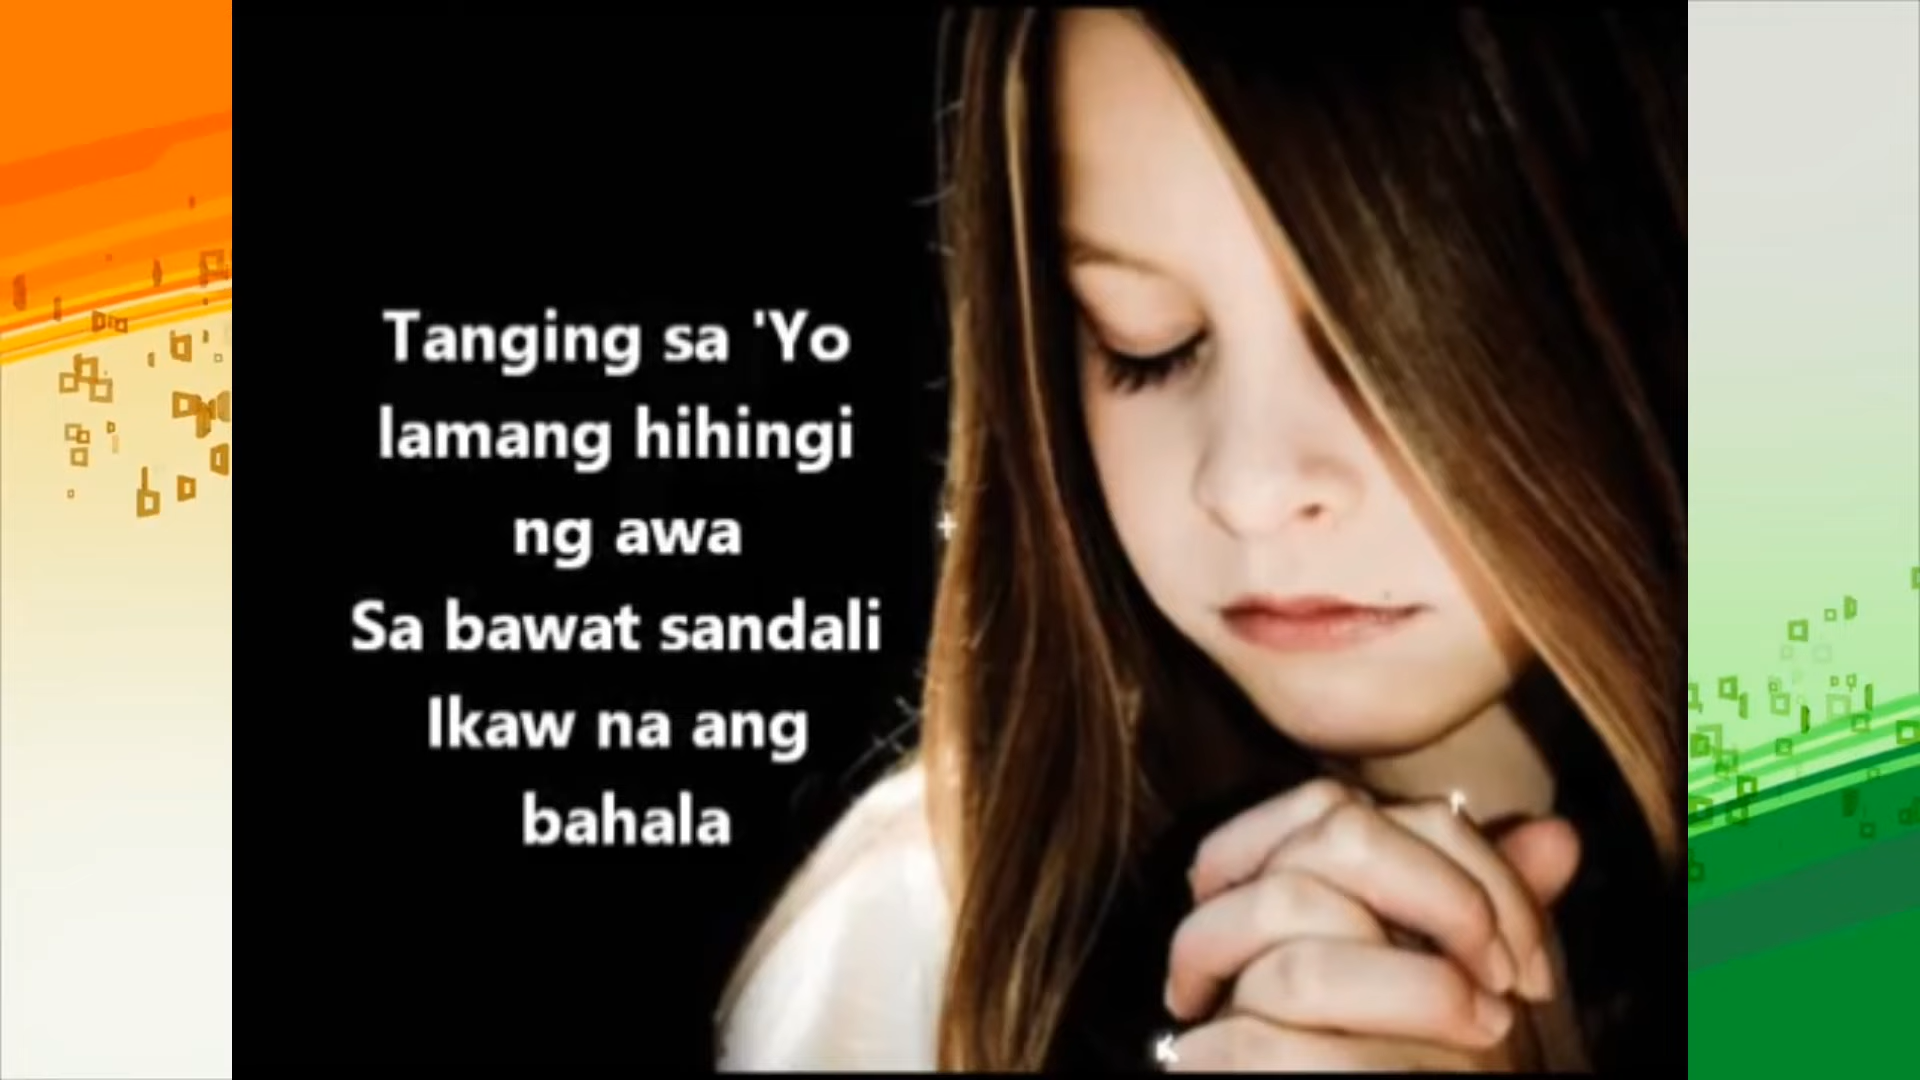 Tanging sa 'Yo
lamang hihingi
ng awa
Sa bawat sandali
Ikaw na ang
bahala